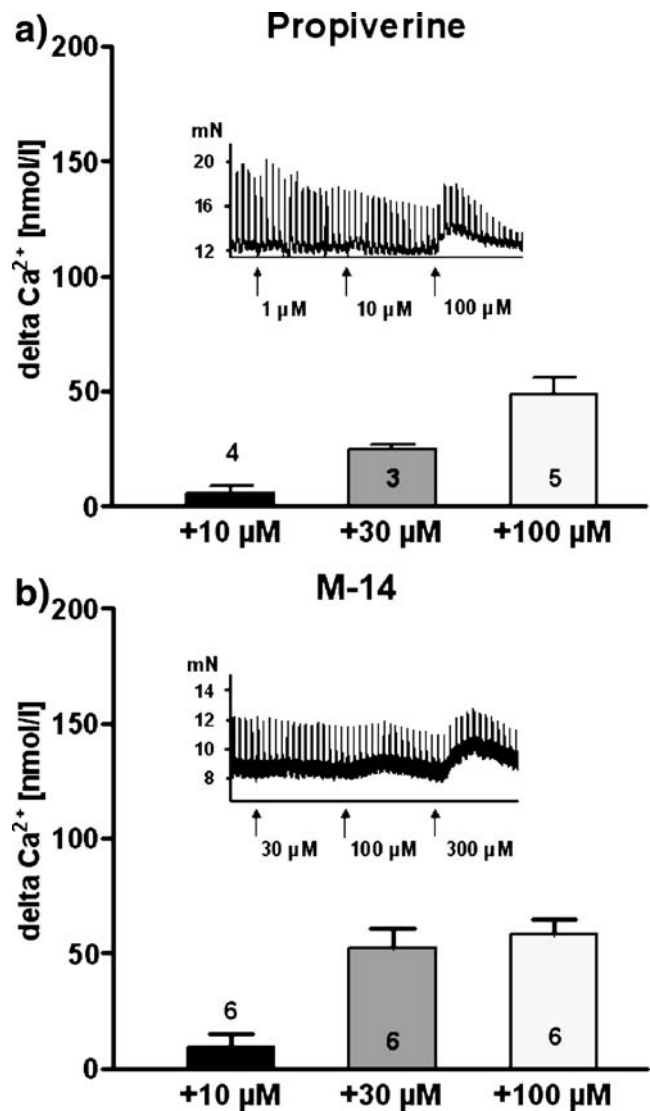 a) Propiverine
200
150
100
50
0
delta Ca²⁺ [nmol/l]
mN
20
16
12
1 µM 10 µM 100 µM
4 3 5
+10 µM +30 µM +100 µM
b) M-14
200
150
100
50
0
delta Ca²⁺ [nmol/l]
mN
14
12
10
8
30 µM 100 µM 300 µM
6 6 6
+10 µM +30 µM +100 µM